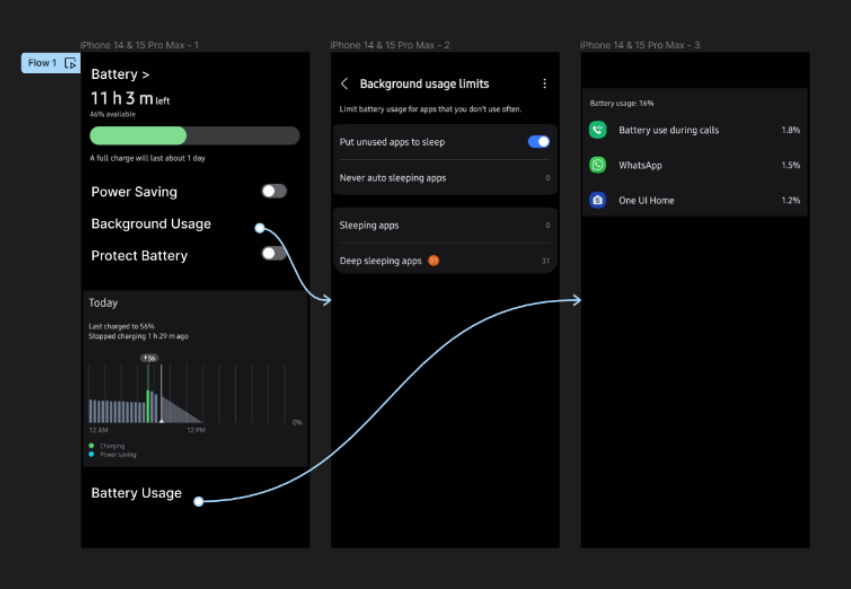 iPhone 14 & 15 Pro Max - 1
Flow 1
Battery >
11 h 3 m left
46% available
A full charge will last about 1 day
Power Saving
Background Usage
Protect Battery
Today
Last charged to 56%
Stopped charging 1 h 29 m ago
56
0%
12 AM 12 PM
Charging
Power saving
Battery Usage
iPhone 14 & 15 Pro Max - 2
Background usage limits
Limit battery usage for apps that you don't use often.
Put unused apps to sleep
Never auto sleeping apps 0
Sleeping apps 0
Deep sleeping apps 31 31
iPhone 14 & 15 Pro Max - 3
Battery usage: 16%
Battery use during calls 1.8%
WhatsApp 1.5%
One UI Home 1.2%